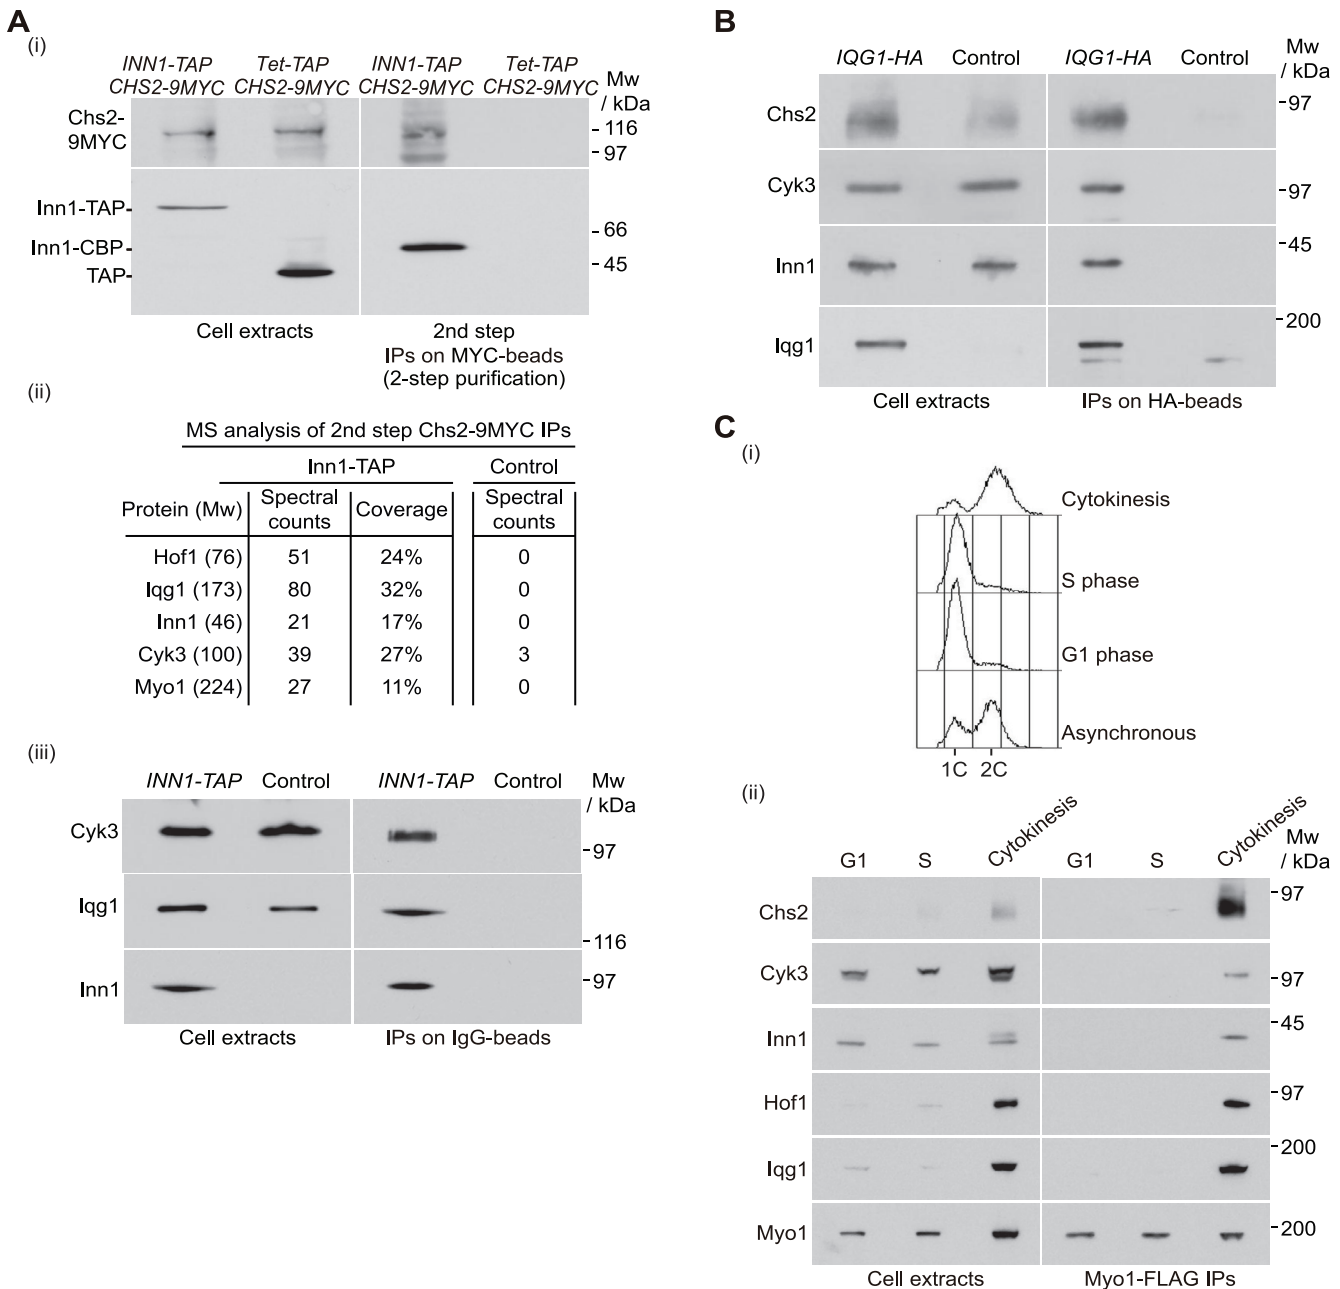 A
(i)
INN1-TAP Tet-TAP INN1-TAP Tet-TAP Mw
CHS2-9MYC CHS2-9MYC CHS2-9MYC CHS2-9MYC / kDa
Chs2-
9MYC
116
97
Inn1-TAP
Inn1-CBP
TAP
66
45
Cell extracts
2nd step
IPs on MYC-beads
(2-step purification)
(ii)
MS analysis of 2nd step Chs2-9MYC IPs
Inn1-TAP Control
Protein (Mw) Spectral counts Coverage Spectral counts
Hof1 (76) 51 24% 0
Iqg1 (173) 80 32% 0
Inn1 (46) 21 17% 0
Cyk3 (100) 39 27% 3
Myo1 (224) 27 11% 0
(iii)
INN1-TAP Control INN1-TAP Control Mw
/ kDa
Cyk3
97
Iqg1
116
Inn1
97
Cell extracts IPs on IgG-beads
B
IQG1-HA Control IQG1-HA Control Mw
/ kDa
Chs2
97
Cyk3
97
Inn1
45
Iqg1
200
Cell extracts IPs on HA-beads
C
(i)
Cytokinesis
S phase
G1 phase
Asynchronous
1C 2C
(ii)
G1 S Cytokinesis G1 S Cytokinesis Mw
/ kDa
Chs2
97
Cyk3
97
Inn1
45
Hof1
97
Iqg1
200
Myo1
200
Cell extracts Myo1-FLAG IPs